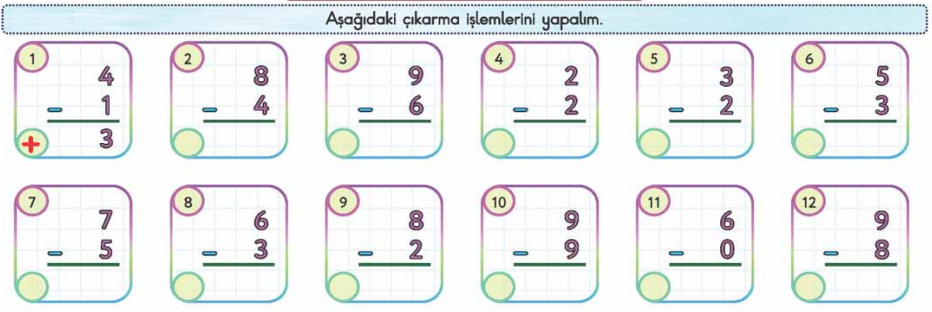 Aşağıdaki çıkarma işlemlerini yapalım.
1 2 3 4 5 6
4 8 9 2 3 5
- 1 - 4 - 6 - 2 - 2 - 3
+ 3
7 8 9 10 11 12
7 6 8 9 6 9
- 5 - 3 - 2 - 9 - 0 - 8